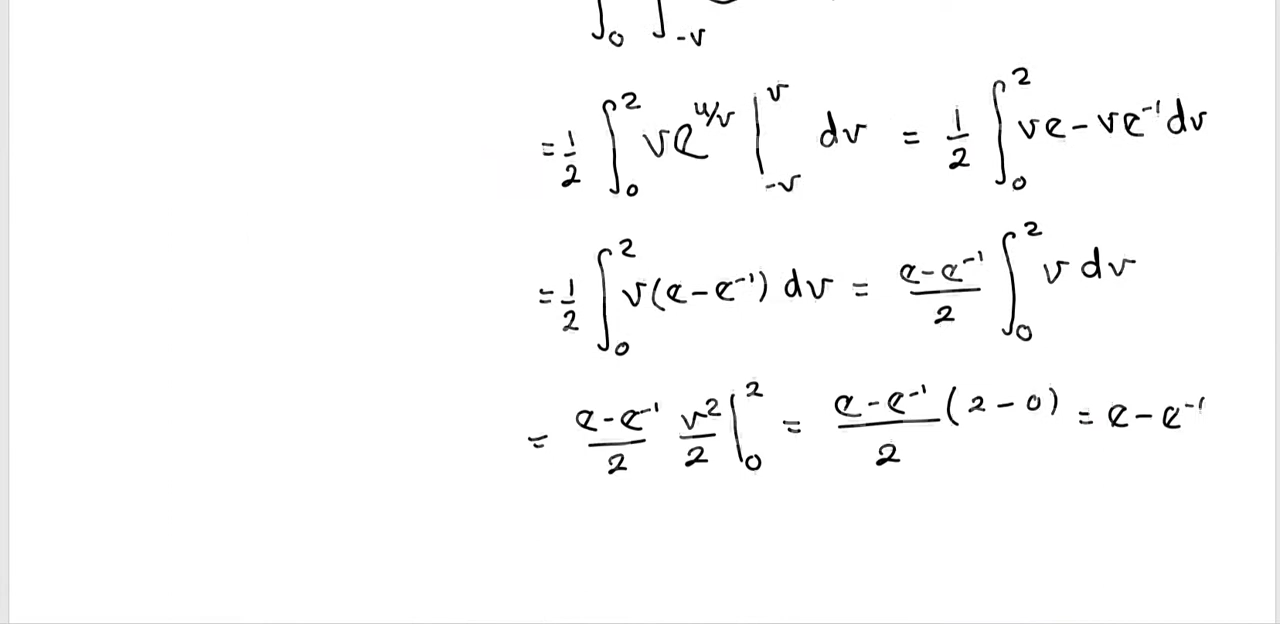 ∫₀ ∫₋ᵥ
= 1/2 ∫₀² v e^(u/v) |₋ᵥ^v dv = 1/2 ∫₀² ve - ve⁻¹ dv
= 1/2 ∫₀² v(e - e⁻¹) dv = (e - e⁻¹)/2 ∫₀² v dv
= (e - e⁻¹)/2 v²/2 |₀² = (e - e⁻¹)/2 (2 - 0) = e - e⁻¹